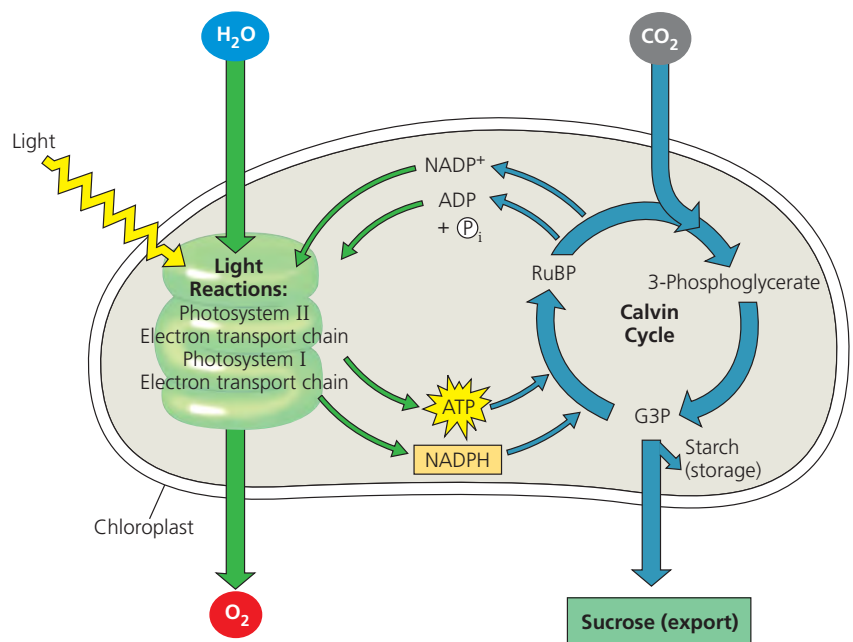 H₂O
CO₂
Light
NADP⁺
ADP
+ Ⓟᵢ
Light
Reactions:
Photosystem II
Electron transport chain
Photosystem I
Electron transport chain
RuBP
3-Phosphoglycerate
Calvin
Cycle
ATP
NADPH
G3P
Starch
(storage)
Chloroplast
O₂
Sucrose (export)